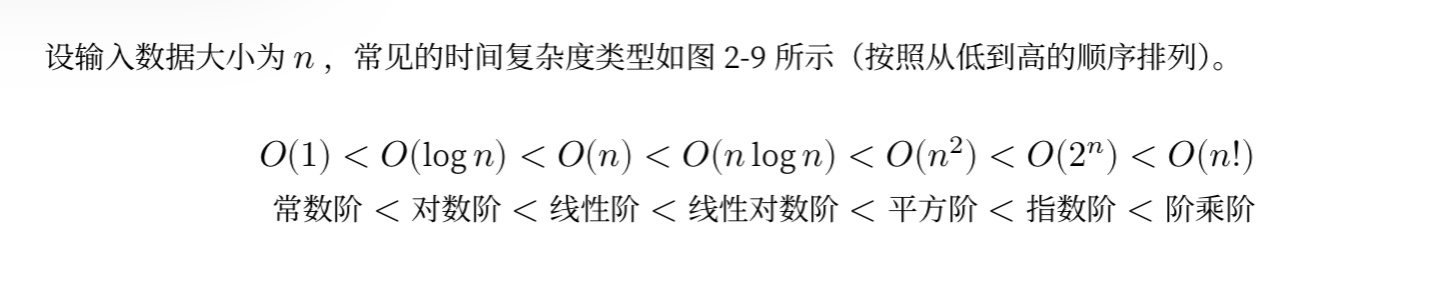 设输入数据大小为 n ，常见的时间复杂度类型如图 2-9 所示（按照从低到高的顺序排列）。
O(1) < O(log n) < O(n) < O(n log n) < O(n²) < O(2ⁿ) < O(n!)
常数阶 < 对数阶 < 线性阶 < 线性对数阶 < 平方阶 < 指数阶 < 阶乘阶